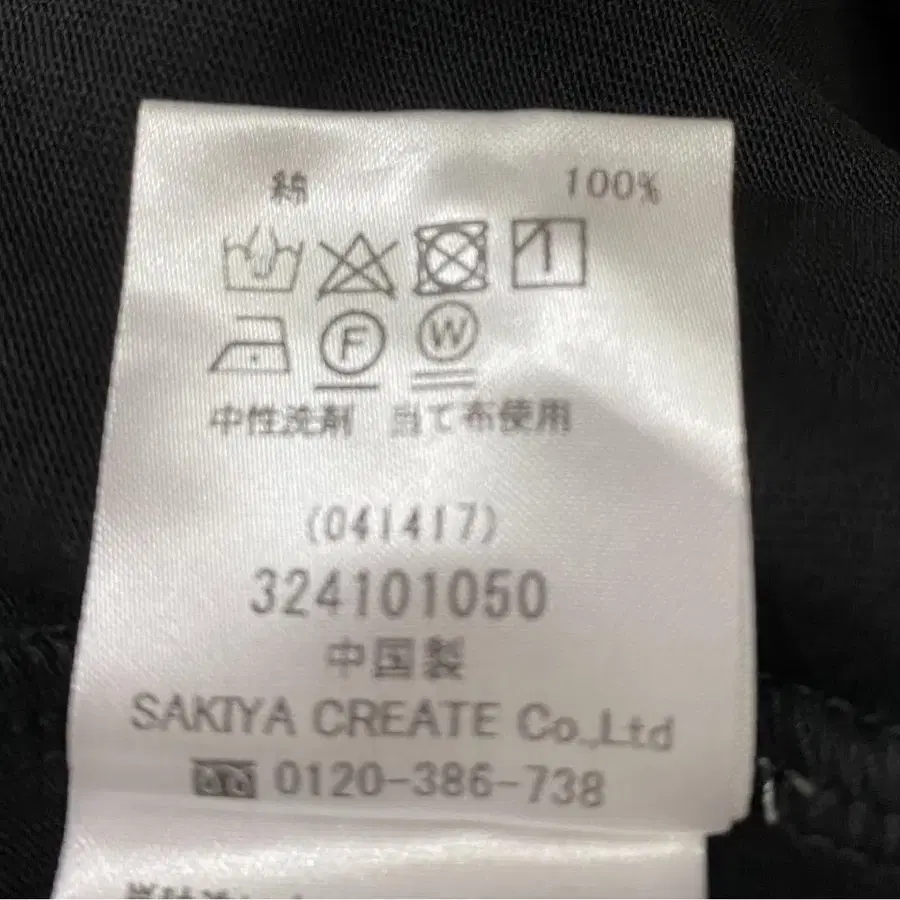 綿 100%
F W
中性洗剤 当て布使用
(041417)
324101050
中国製
SAKIYA CREATE Co.,Ltd
0120-386-738